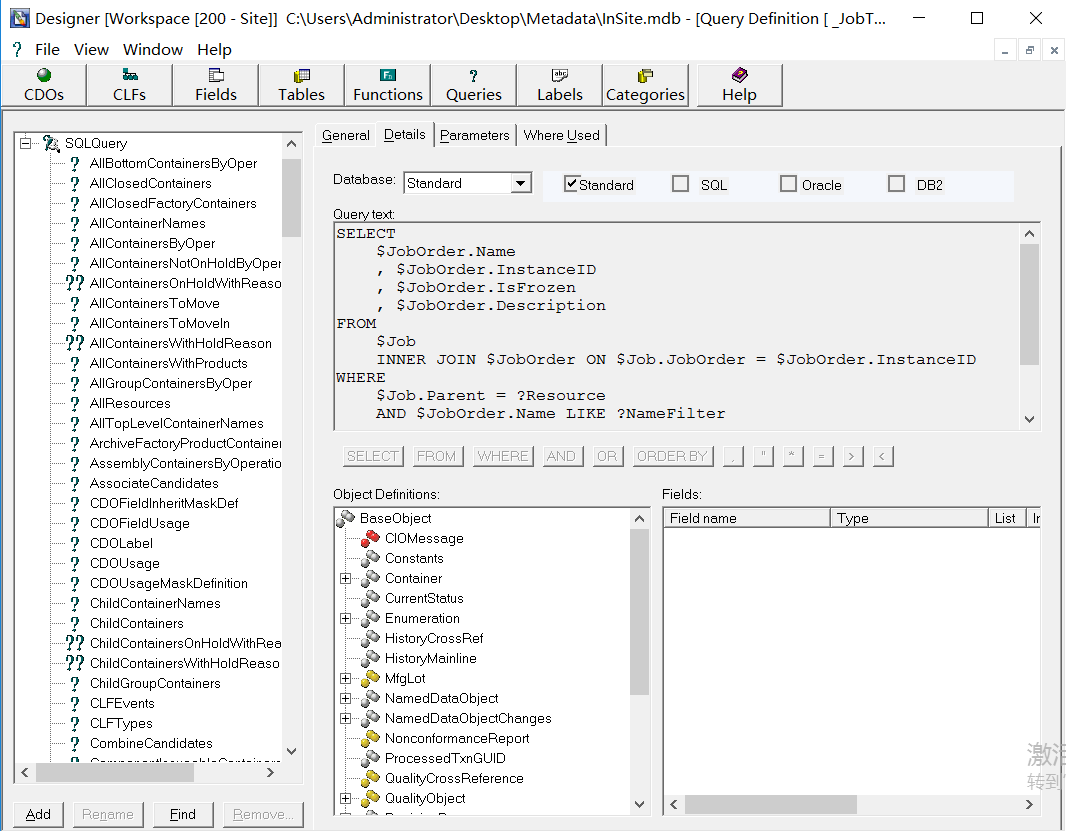 Designer [Workspace [200 - Site]]  C:\Users\Administrator\Desktop\Metadata\InSite.mdb - [Query Definition [ _JobT...
? File View Window Help
CDOs CLFs Fields Tables Functions Queries Labels Categories Help
SQLQuery
AllBottomContainersByOper
AllClosedContainers
AllClosedFactoryContainers
AllContainerNames
AllContainersByOper
AllContainersNotOnHoldByOper
AllContainersOnHoldWithReaso
AllContainersToMove
AllContainersToMoveIn
AllContainersWithHoldReason
AllContainersWithProducts
AllGroupContainersByOper
AllResources
AllTopLevelContainerNames
ArchiveFactoryProductContainer
AssemblyContainersByOperatio
AssociateCandidates
CDOFieldInheritMaskDef
CDOFieldUsage
CDOLabel
CDOUsage
CDOUsageMaskDefinition
ChildContainerNames
ChildContainers
ChildContainersOnHoldWithRea
ChildContainersWithHoldReaso
ChildGroupContainers
CLFEvents
CLFTypes
CombineCandidates
Add Rename Find Remove...
General Details Parameters Where Used
Database: Standard Standard SQL Oracle DB2
Query text:
SELECT
$JobOrder.Name
, $JobOrder.InstanceID
, $JobOrder.IsFrozen
, $JobOrder.Description
FROM
$Job
INNER JOIN $JobOrder ON $Job.JobOrder = $JobOrder.InstanceID
WHERE
$Job.Parent = ?Resource
AND $JobOrder.Name LIKE ?NameFilter
SELECT FROM WHERE AND OR ORDER BY , " * = > <
Object Definitions:
BaseObject
CIOMessage
Constants
Container
CurrentStatus
Enumeration
HistoryCrossRef
HistoryMainline
MfgLot
NamedDataObject
NamedDataObjectChanges
NonconformanceReport
ProcessedTxnGUID
QualityCrossReference
QualityObject
Fields:
Field name Type List In
激活
转到